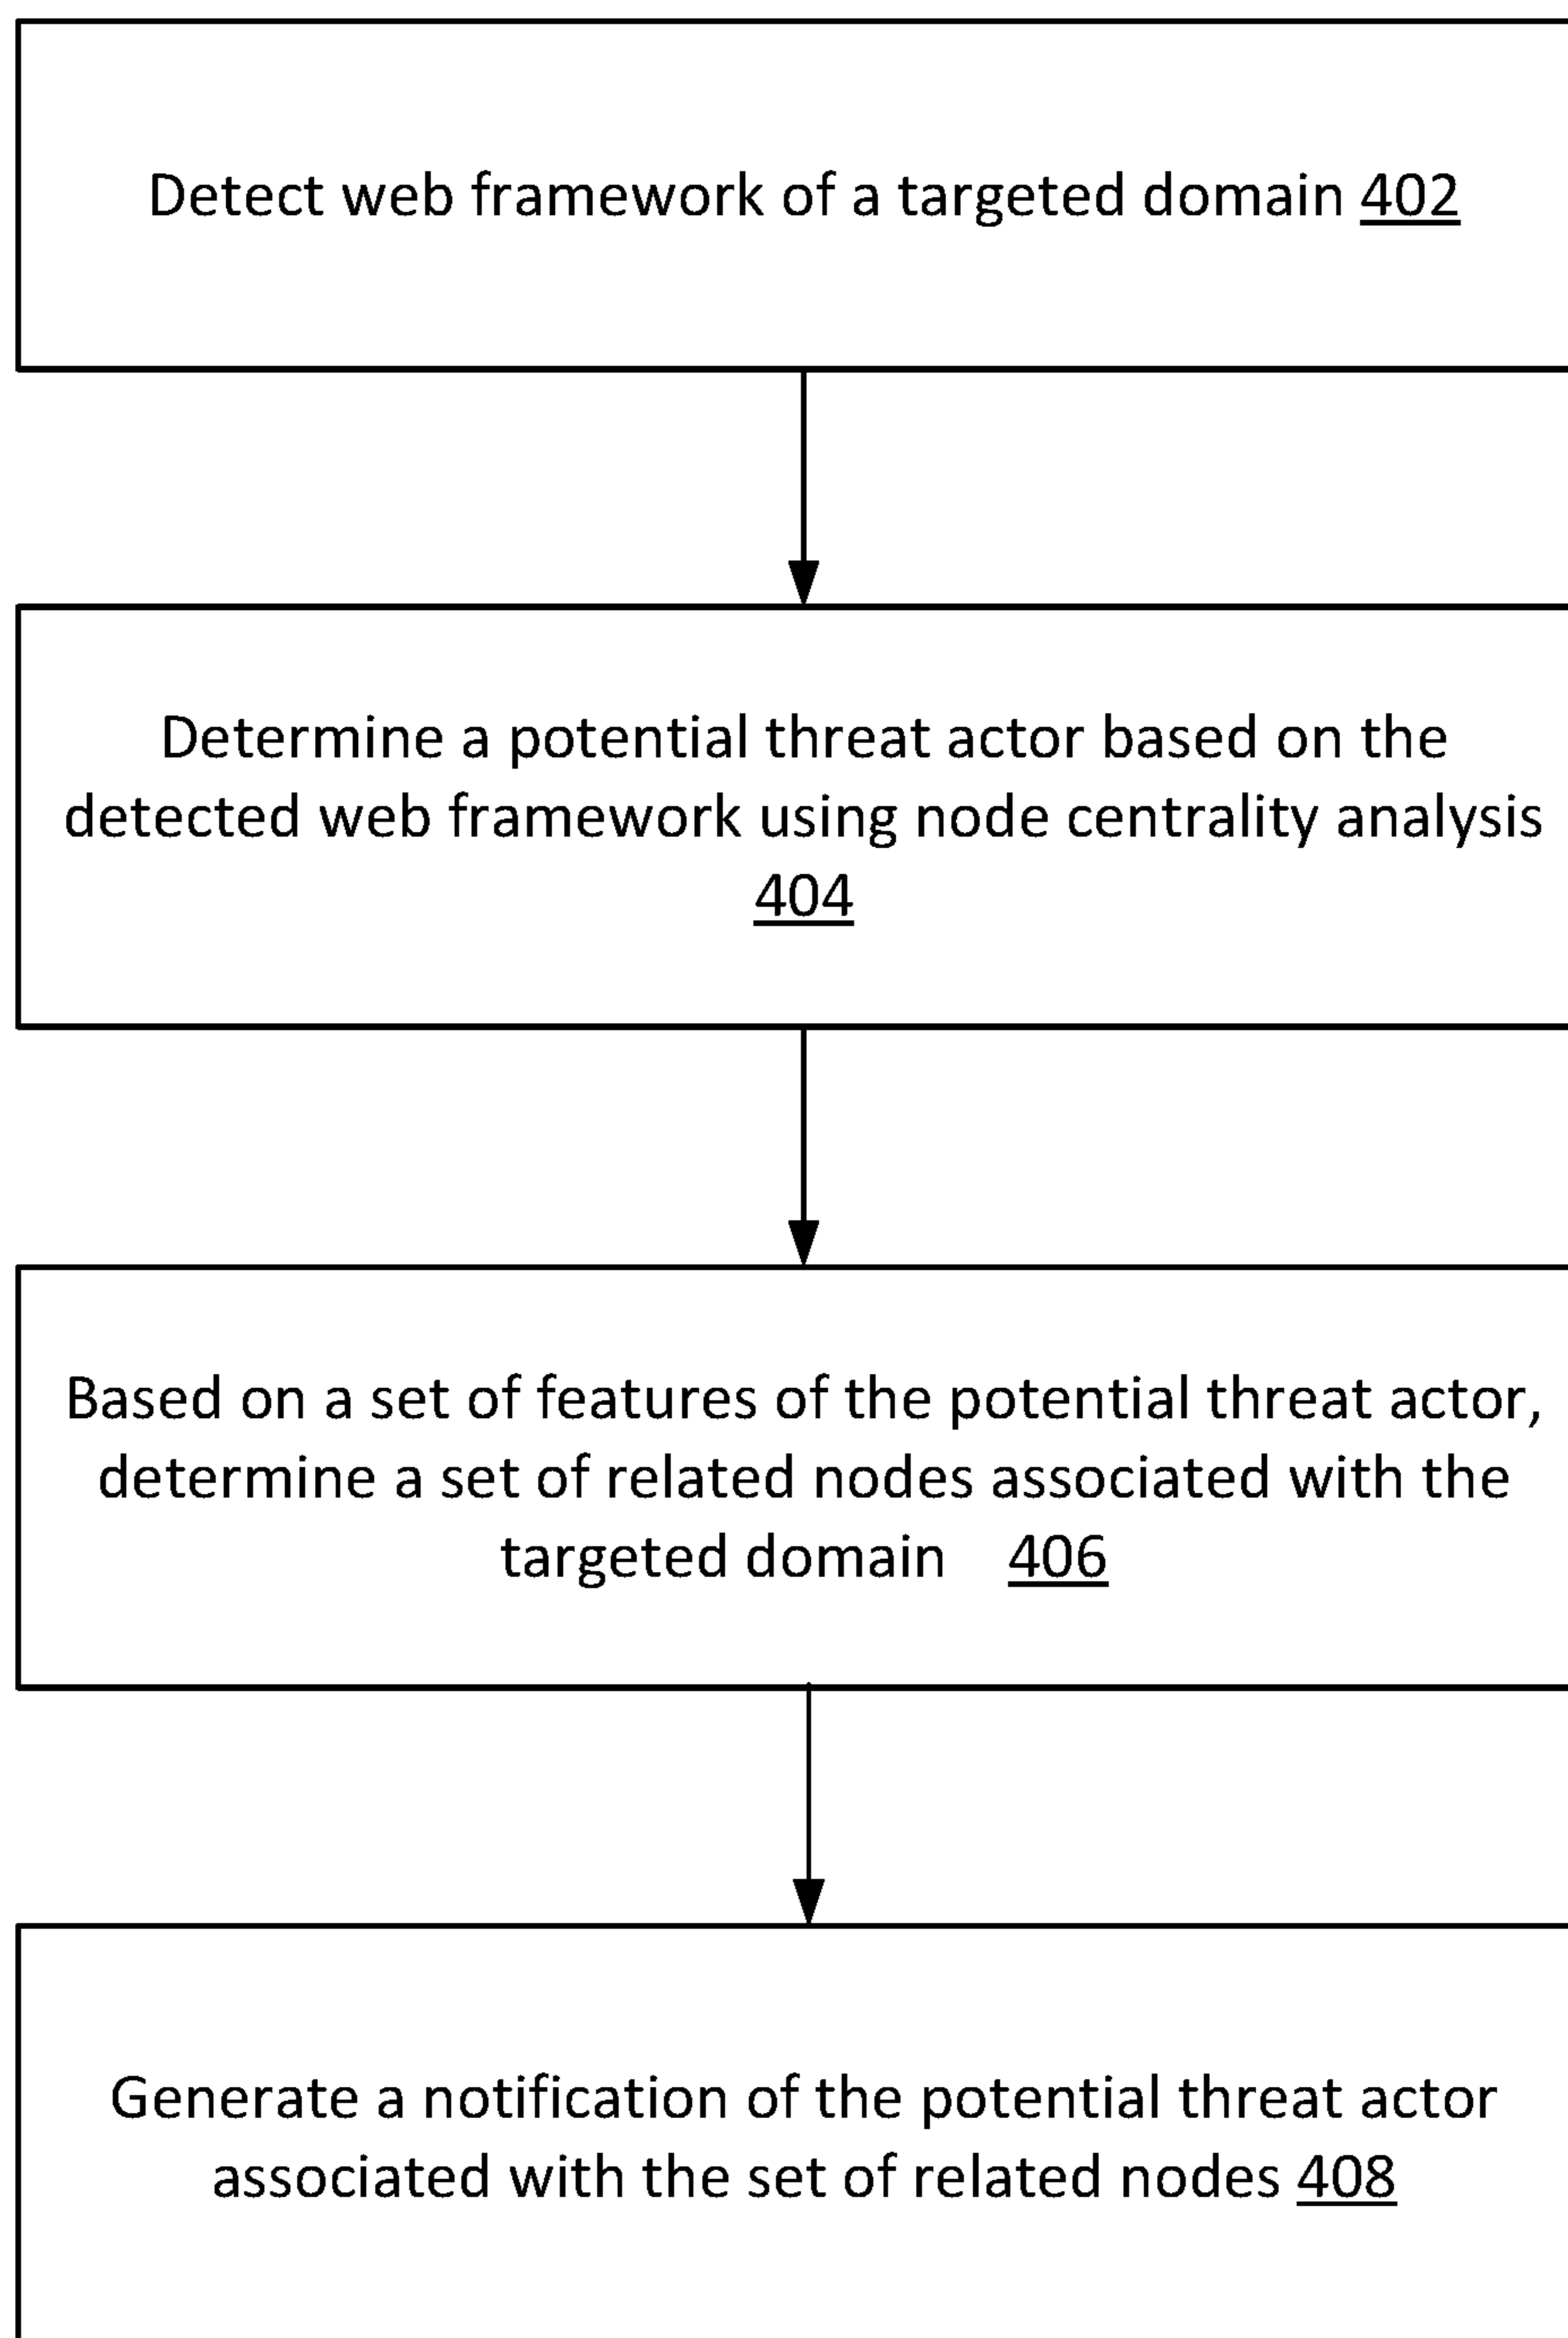 Detect web framework of a targeted domain 402
Determine a potential threat actor based on the
detected web framework using node centrality analysis
404
Based on a set of features of the potential threat actor,
determine a set of related nodes associated with the
targeted domain 406
Generate a notification of the potential threat actor
associated with the set of related nodes 408